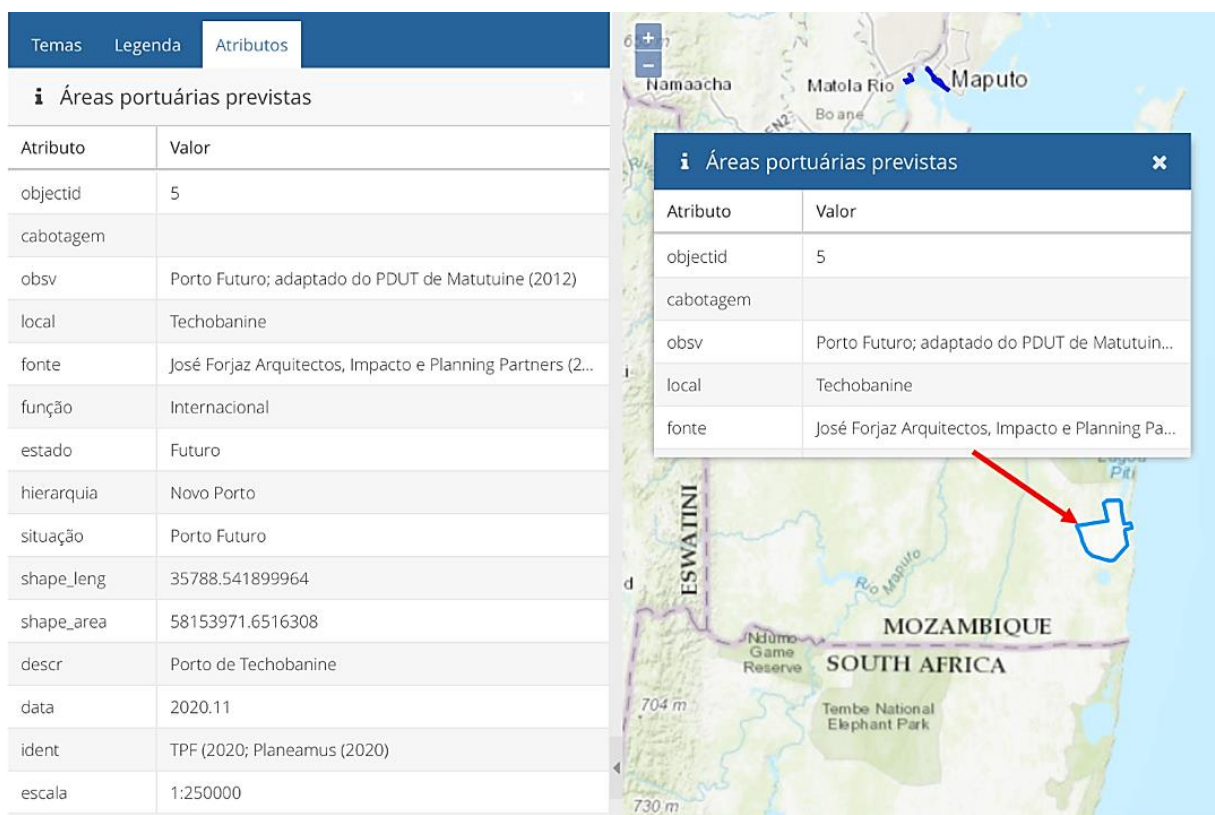 Temas Legenda Atributos
i Áreas portuárias previstas
Atributo Valor
objectid 5
cabotagem
obsv Porto Futuro; adaptado do PDUT de Matutuine (2012)
local Techobanine
fonte José Forjaz Arquitectos, Impacto e Planning Partners (2...
função Internacional
estado Futuro
hierarquia Novo Porto
situação Porto Futuro
shape_leng 35788.541899964
shape_area 58153971.6516308
descr Porto de Techobanine
data 2020.11
ident TPF (2020; Planeamus (2020)
escala 1:250000
+
−
Namaacha
Matola Rio
Maputo
Boane
EN2
i Áreas portuárias previstas ✖
Atributo Valor
objectid 5
cabotagem
obsv Porto Futuro; adaptado do PDUT de Matutuin...
local Techobanine
fonte José Forjaz Arquitectos, Impacto e Planning Pa...
Piti
ESWATINI
Rio Maputo
MOZAMBIQUE
Ndumo
Game
Reserve
SOUTH AFRICA
704 m
Tembe National
Elephant Park
730 m